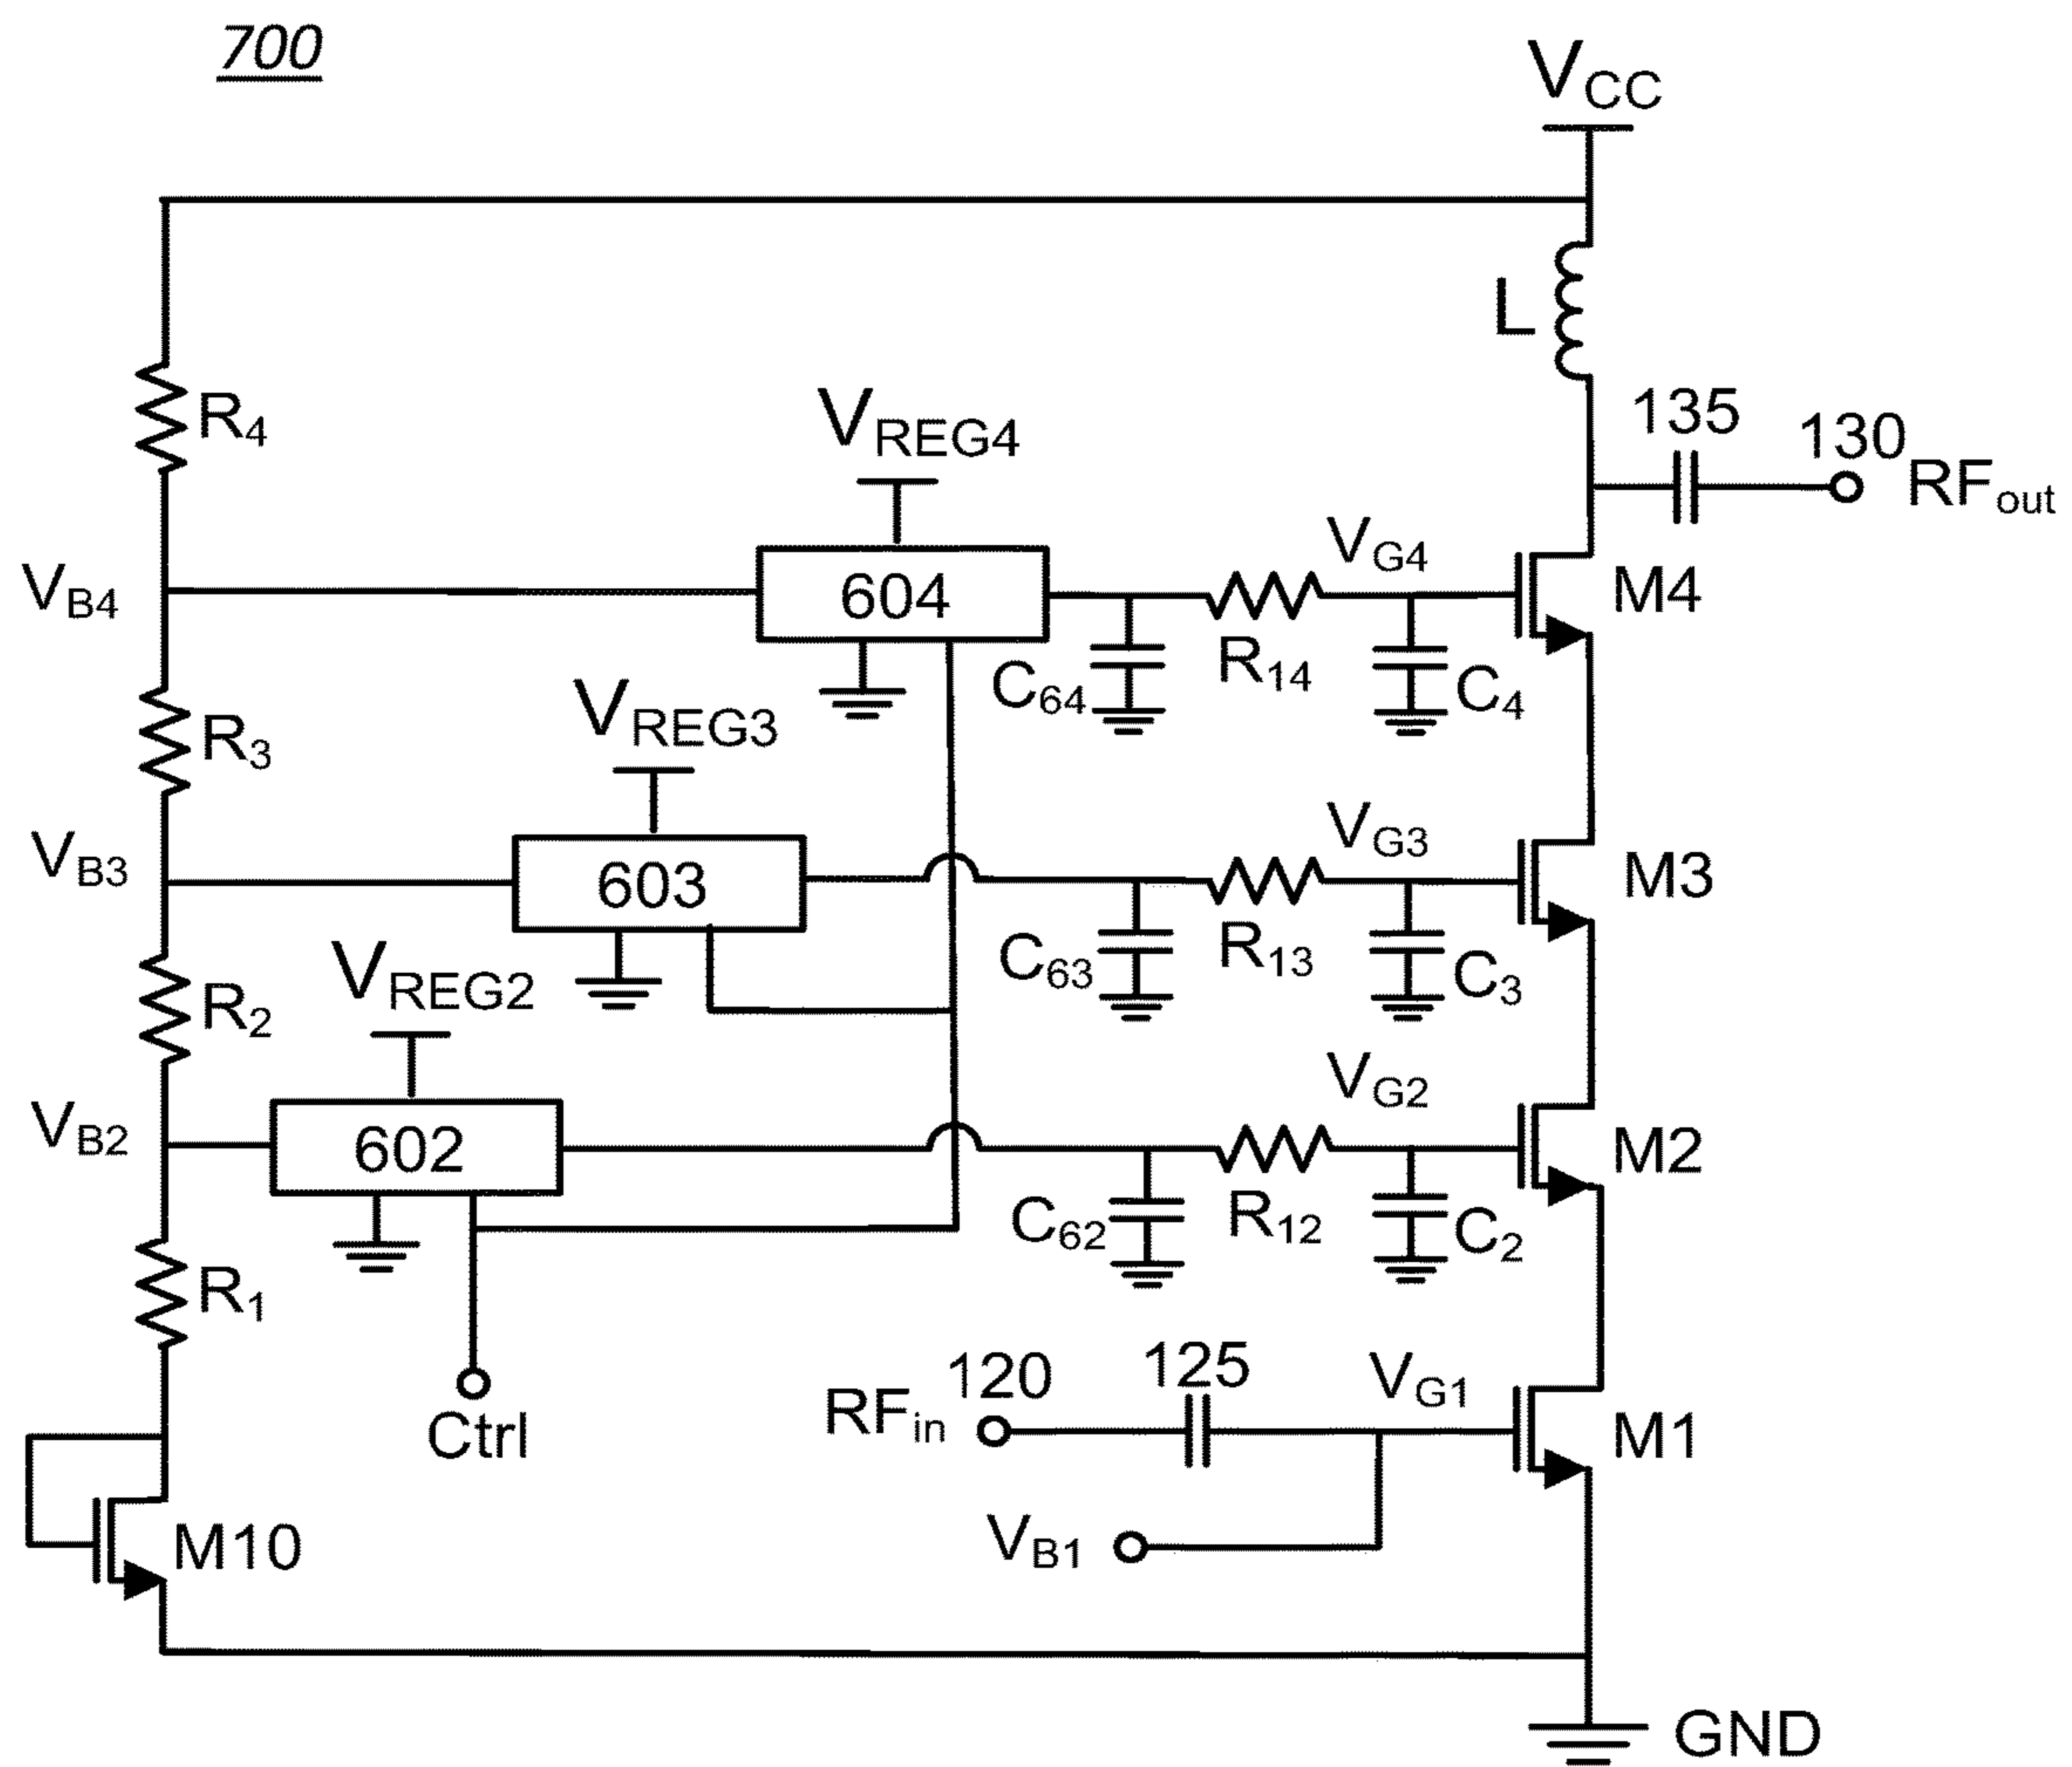 700
VCC
L
R4
135
130
RFout
VREG4
VG4
VB4
604
M4
R14
C64
C4
VREG3
R3
VG3
VB3
603
M3
R13
C63
C3
VREG2
R2
VG2
VB2
602
M2
R12
C62
C2
R1
120
125
VG1
RFin
Ctrl
M1
VB1
M10
GND